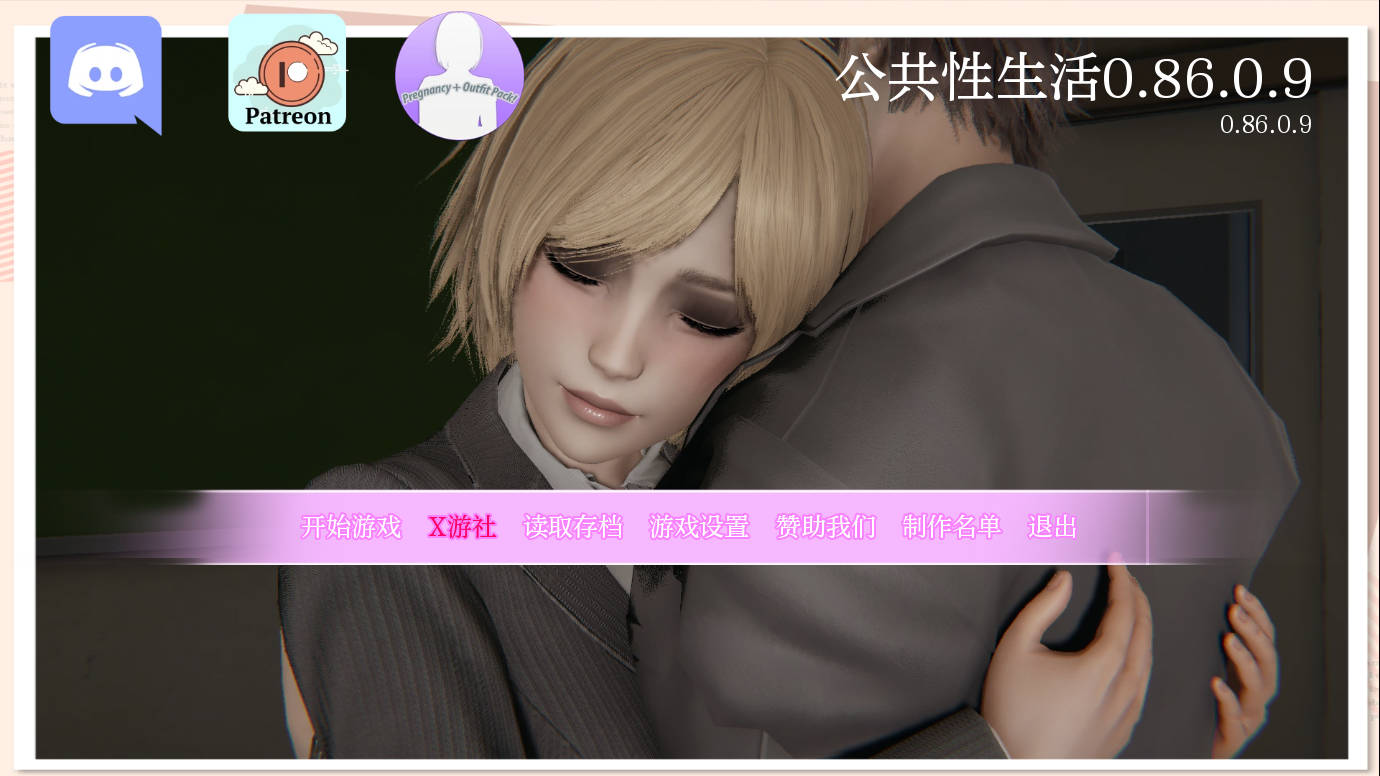 Patreon
Pregnancy + Outfit Pack!
公共性生活0.86.0.9
0.86.0.9
开始游戏 X游社 读取存档 游戏设置 赞助我们 制作名单 退出